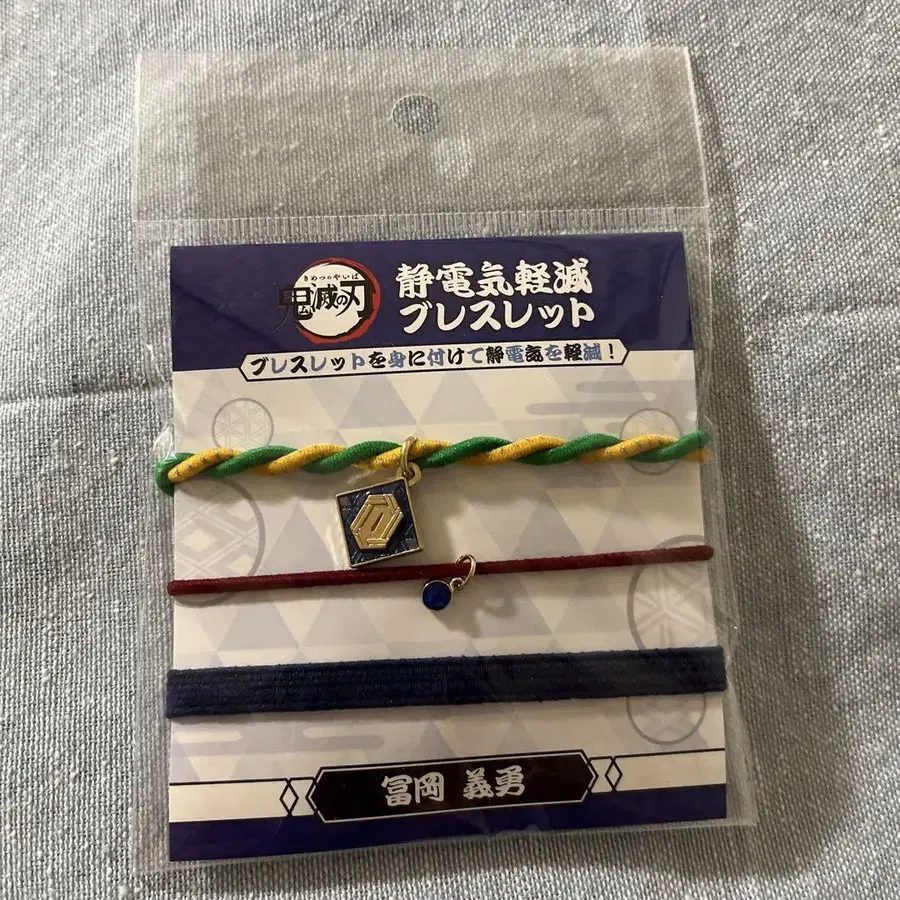 きめつのやいば
鬼滅の刃
静電気軽減
ブレスレット
ブレスレットを身に付けて静電気を軽減！
冨岡 義勇